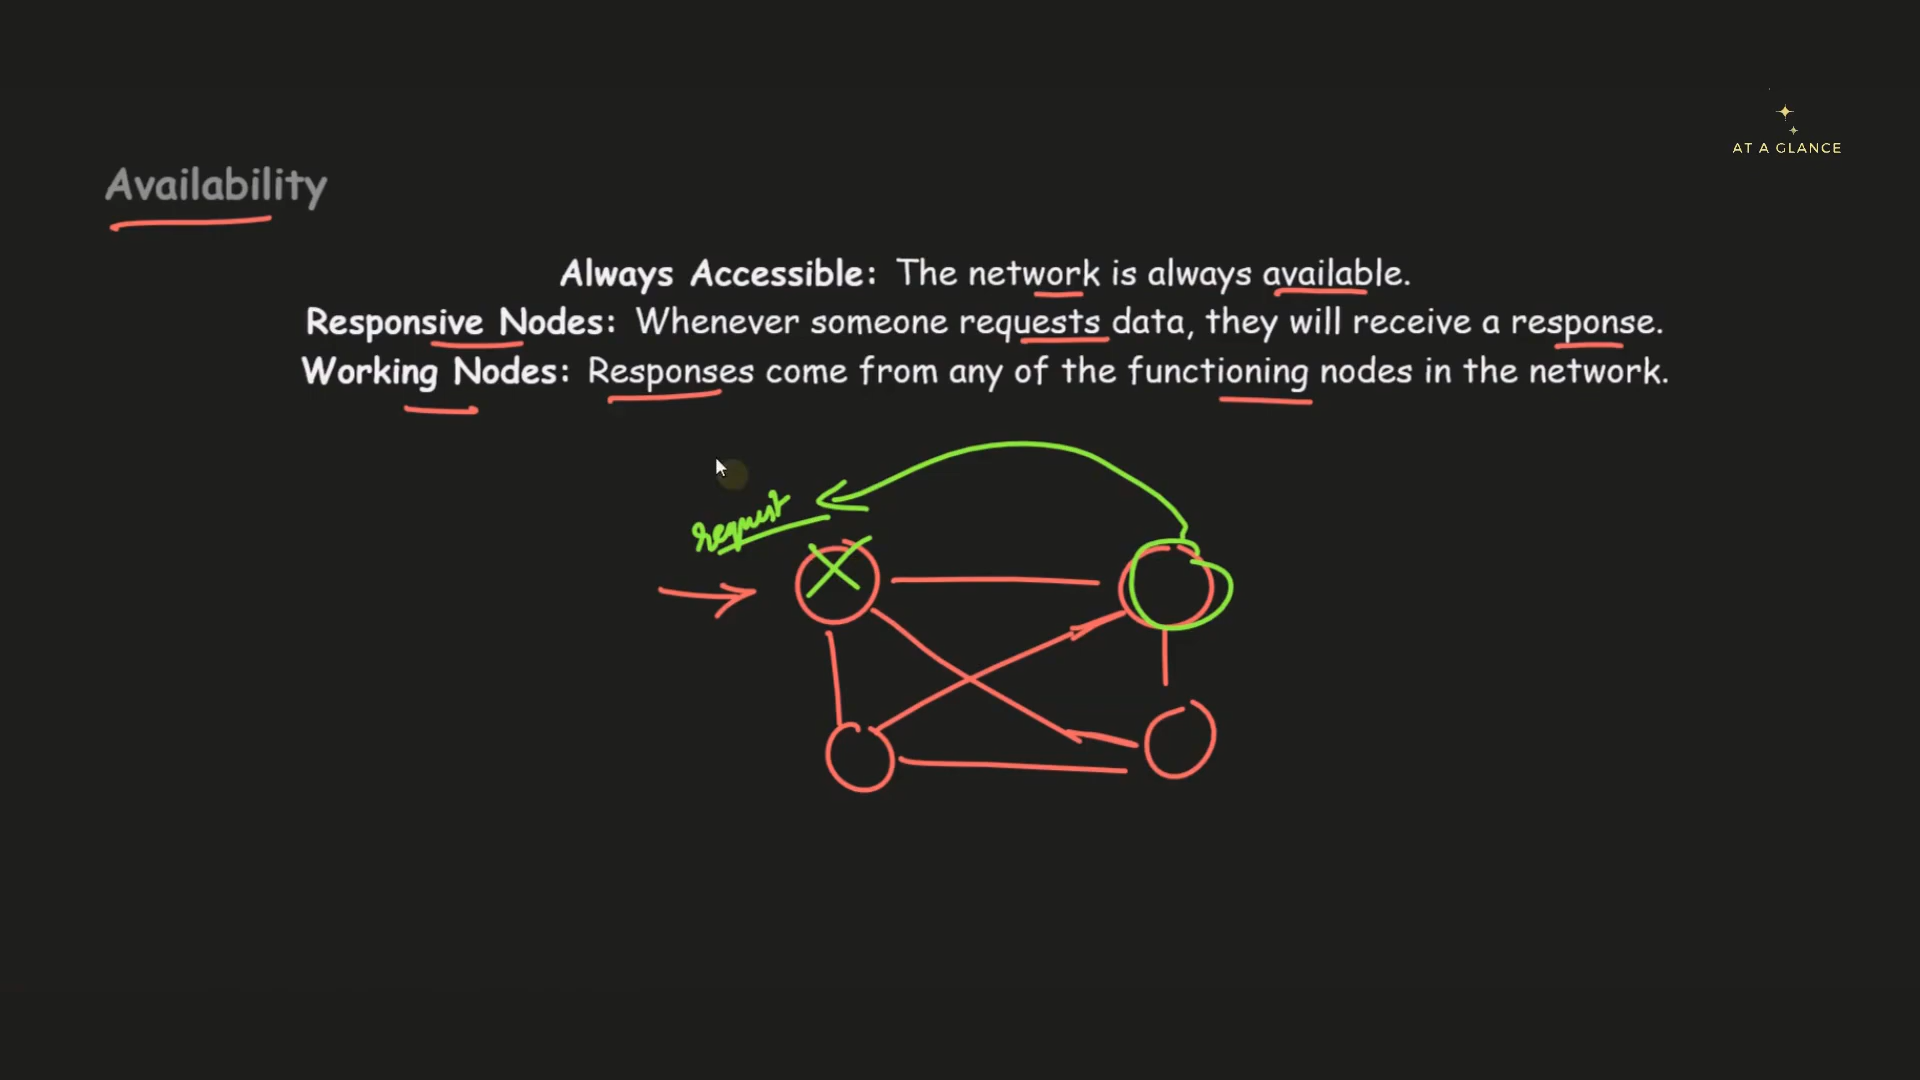 AT A GLANCE
Availability
Always Accessible: The network is always available.
Responsive Nodes: Whenever someone requests data, they will receive a response.
Working Nodes: Responses come from any of the functioning nodes in the network.
request